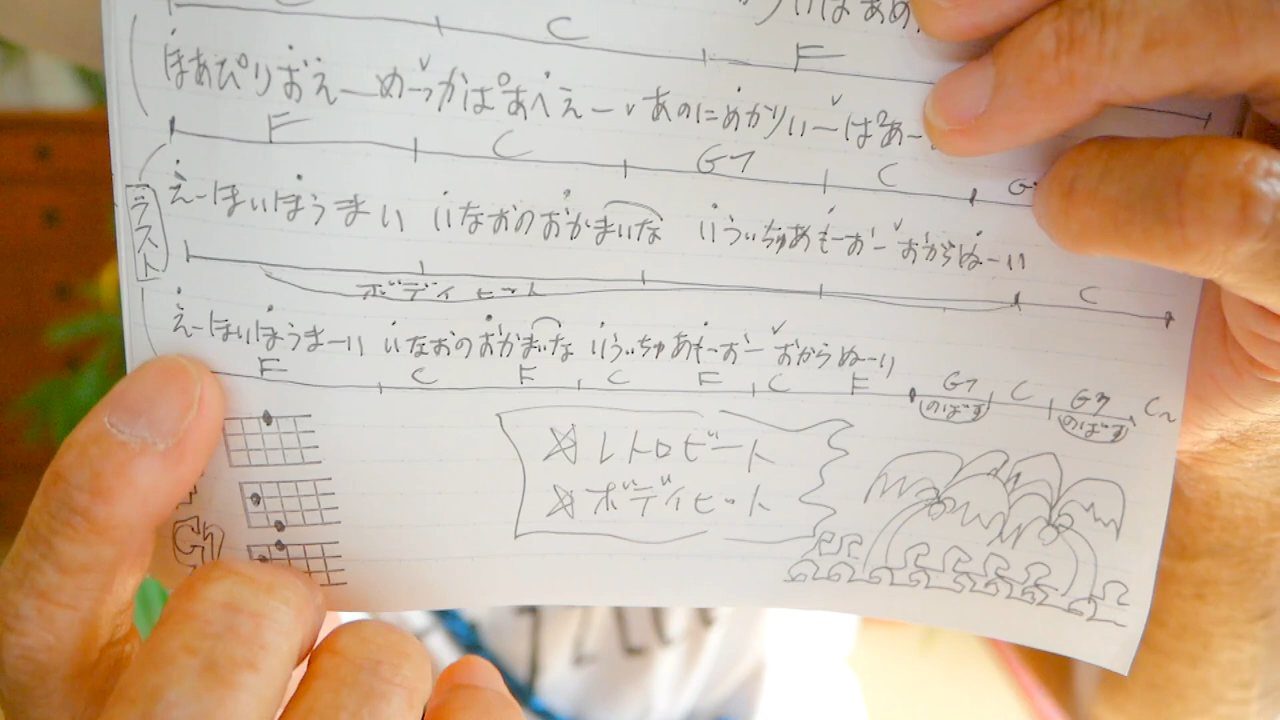 C F
ほあぴりおえー めーっかぱあへえー あのにめかりいーは
F C G7 C G
ラスト
えーほいほうまい いなおのおかまいな いういちゅあもーおー おからぬーい
ボディヒット C
えーほいほうまーい いなおのおかまいな いういちゅあもーおー おからぬーい
F C F C F C F G7 C G7 C
のばす のばす
☆レトロビート
☆ボディヒット
G7